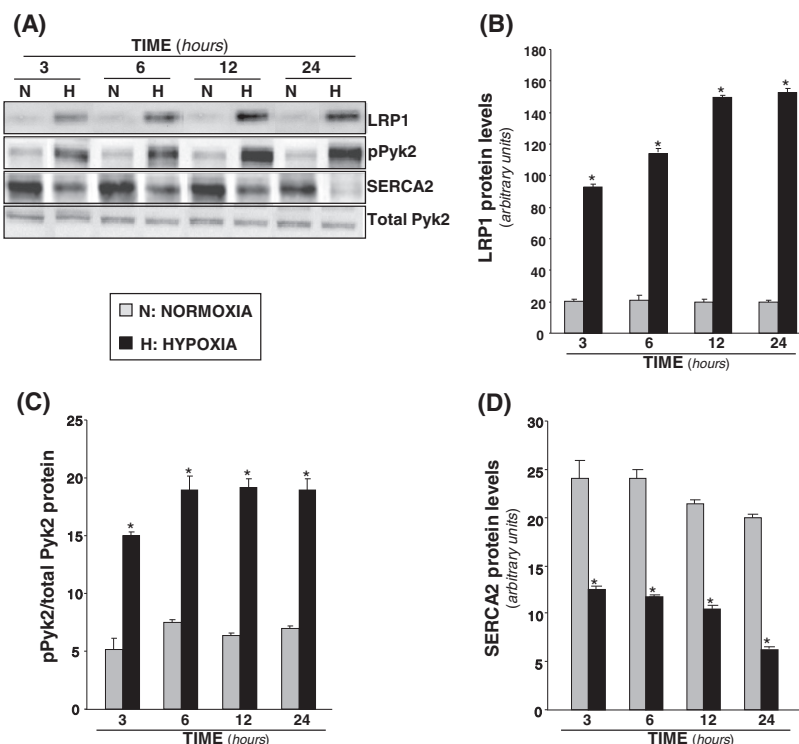 (A)
TIME (hours)
3 6 12 24
N H N H N H N H
LRP1
pPyk2
SERCA2
Total Pyk2
N: NORMOXIA
H: HYPOXIA
(B)
LRP1 protein levels
(arbitrary units)
180
160
140
120
100
80
60
40
20
0
* * * *
3 6 12 24
TIME (hours)
(C)
pPyk2/total Pyk2 protein
25
20
15
10
5
0
* * * *
3 6 12 24
TIME (hours)
(D)
SERCA2 protein levels
(arbitrary units)
30
25
20
15
10
5
0
* * * *
3 6 12 24
TIME (hours)